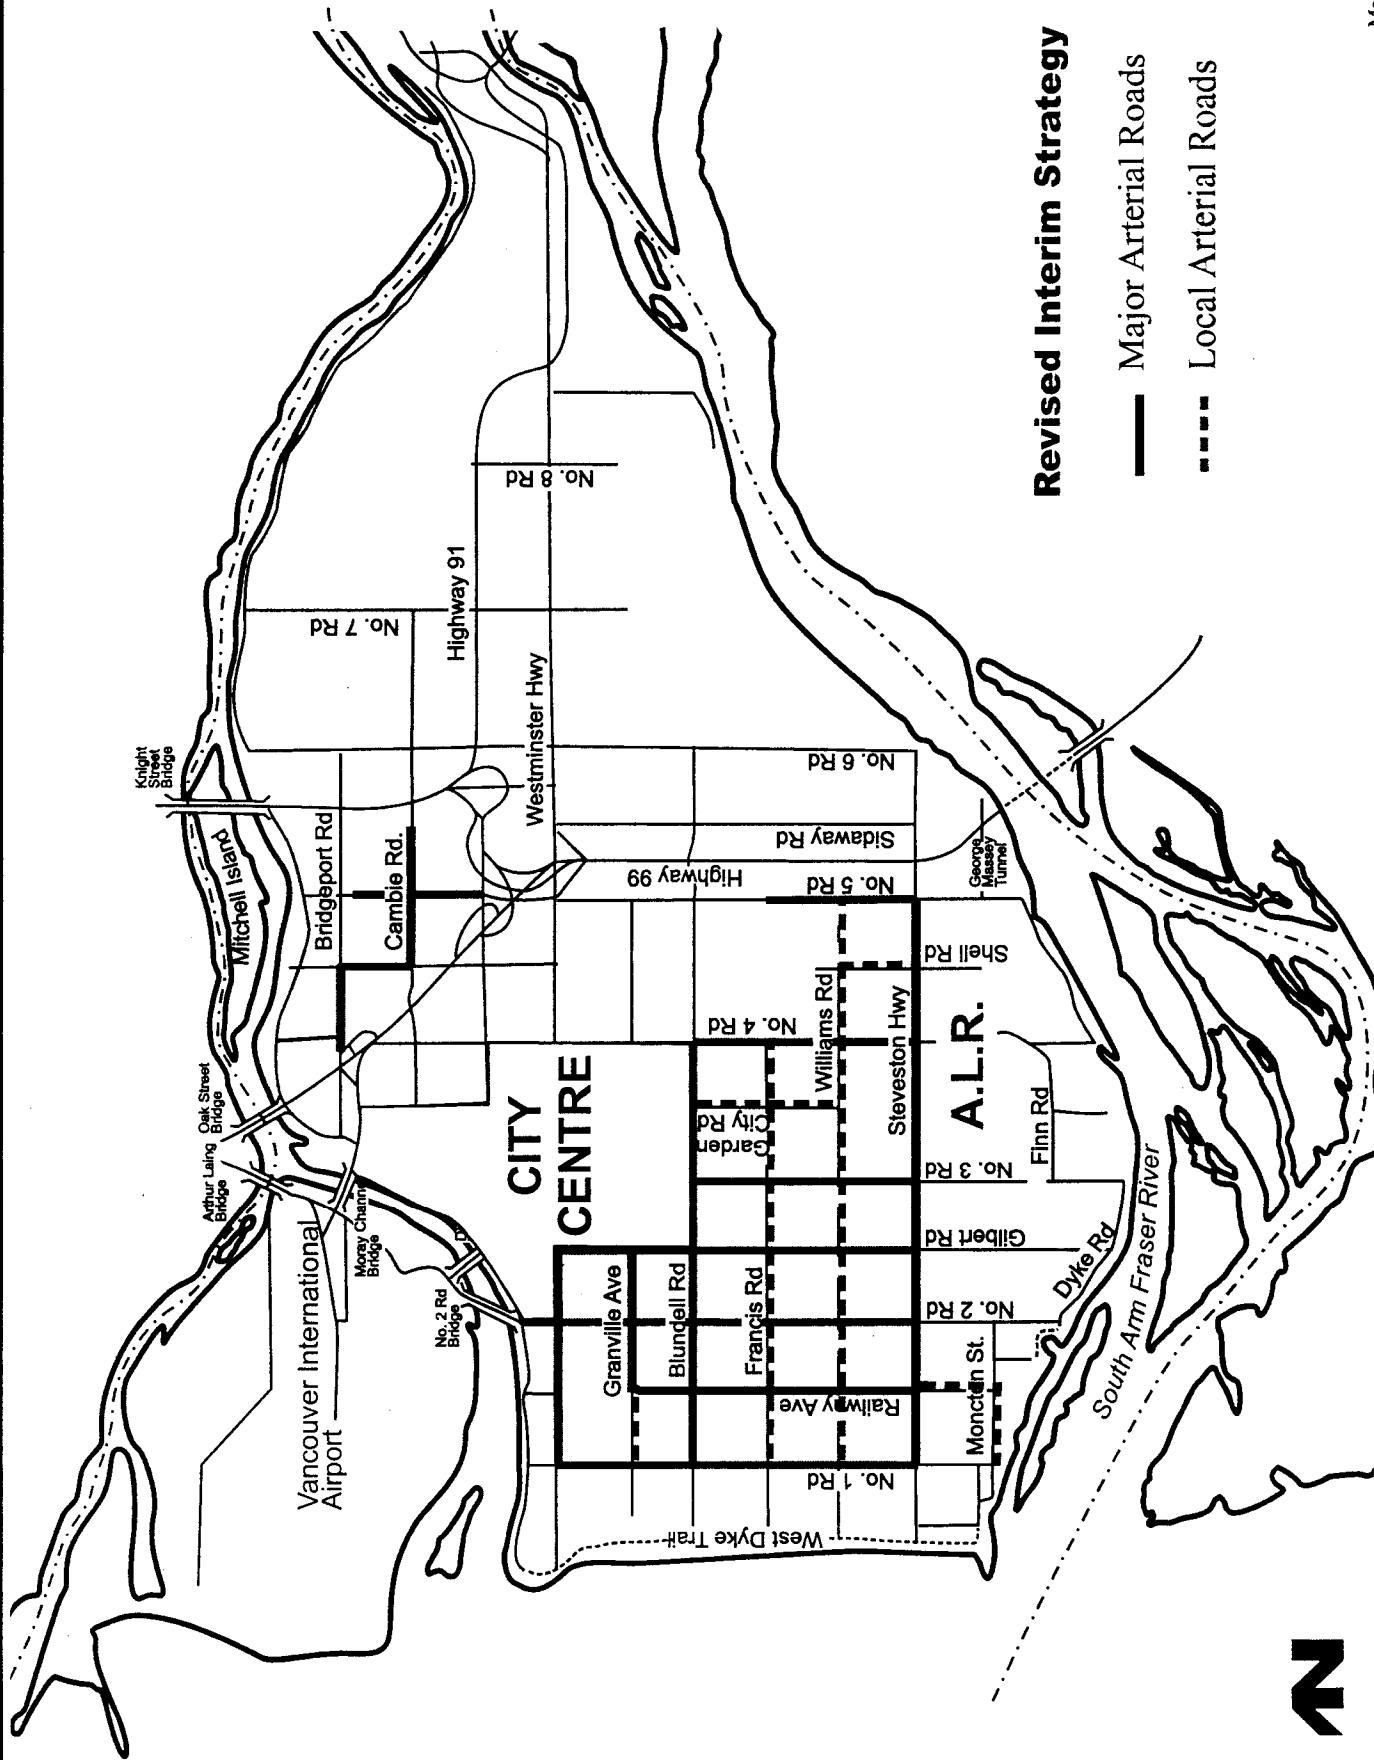 Knight
Street
Bridge
Mitchell Island
Oak Street
Bridge
Arthur Laing
Bridge
Moray Chann
Bridge
No. 2 Rd
Bridge
Vancouver International
Airport
Bridgeport Rd
Cambie Rd.
No. 7 Rd
Highway 91
No. 8 Rd
Westminster Hwy
No. 6 Rd
Sidaway Rd
Highway 99
No. 5 Rd
George
Massey
Tunnel
Shell Rd
No. 4 Rd
Williams Rd
Steveston Hwy
A.L.R.
CITY
CENTRE
Garden
City Rd
No. 3 Rd
Finn Rd
Gilbert Rd
Dyke Rd
Granville Ave
Blundell Rd
Francis Rd
No. 2 Rd
Railway Ave
Moncton St.
No. 1 Rd
West Dyke Trail
South Arm Fraser River
Revised Interim Strategy
Major Arterial Roads
Local Arterial Roads
N